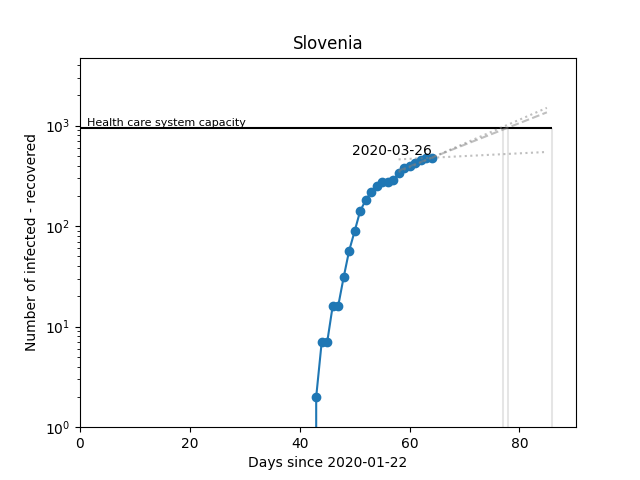 Slovenia
Number of infected - recovered
10³
10²
10¹
10⁰
Health care system capacity
2020-03-26
0 20 40 60 80
Days since 2020-01-22